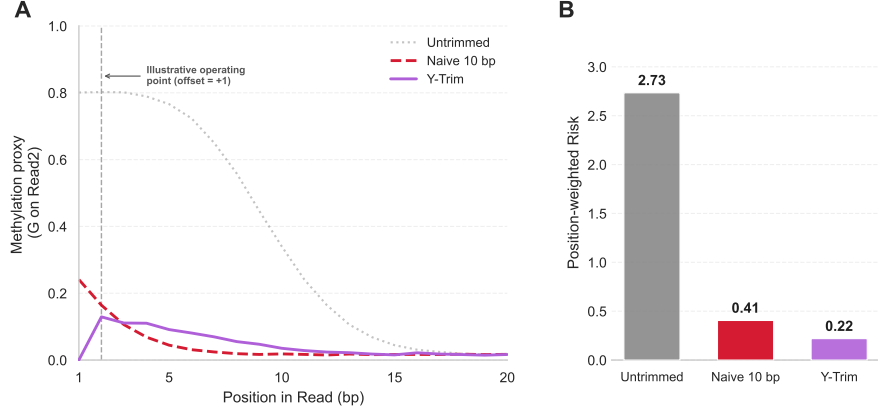 A
Methylation proxy
(G on Read2)
1.0
0.8
0.6
0.4
0.2
0.0
Illustrative operating
point (offset = +1)
Untrimmed
Naive 10 bp
Y-Trim
1
5
10
15
20
Position in Read (bp)
B
Position-weighted Risk
3.0
2.5
2.0
1.5
1.0
0.5
0.0
2.73
0.41
0.22
Untrimmed
Naive 10 bp
Y-Trim